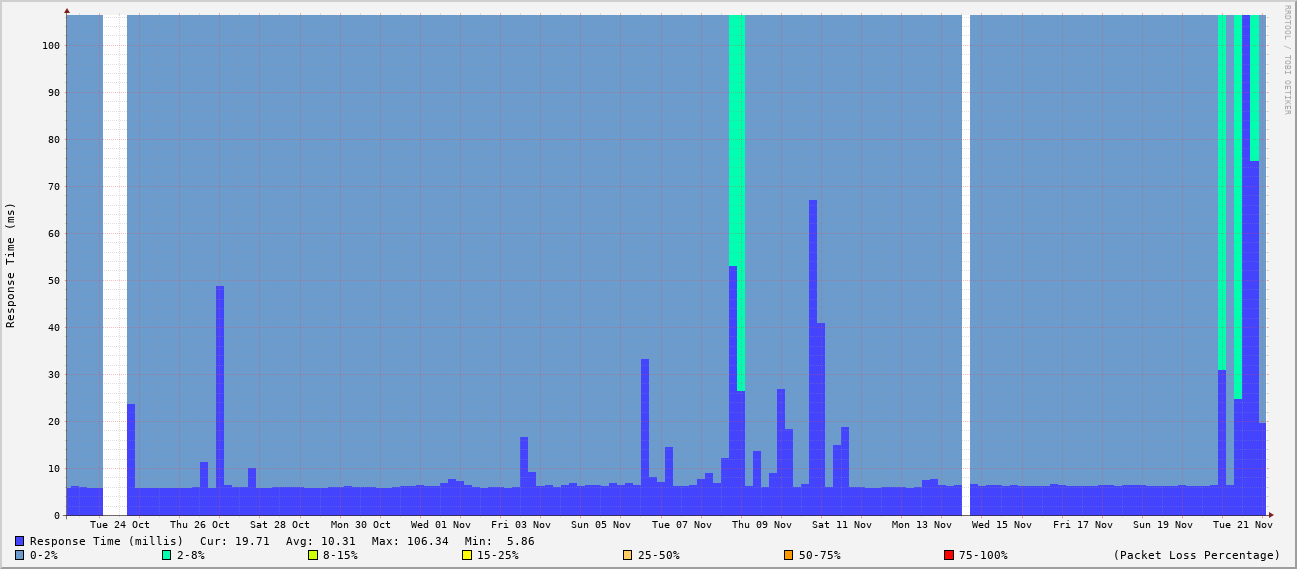 RRDTOOL / TOBI OETIKER
Response Time (ms)
100
90
80
70
60
50
40
30
20
10
0
Tue 24 Oct Thu 26 Oct Sat 28 Oct Mon 30 Oct Wed 01 Nov Fri 03 Nov Sun 05 Nov Tue 07 Nov Thu 09 Nov Sat 11 Nov Mon 13 Nov Wed 15 Nov Fri 17 Nov Sun 19 Nov Tue 21 Nov
Response Time (millis) Cur: 19.71 Avg: 10.31 Max: 106.34 Min: 5.86
0-2% 2-8% 8-15% 15-25% 25-50% 50-75% 75-100% (Packet Loss Percentage)